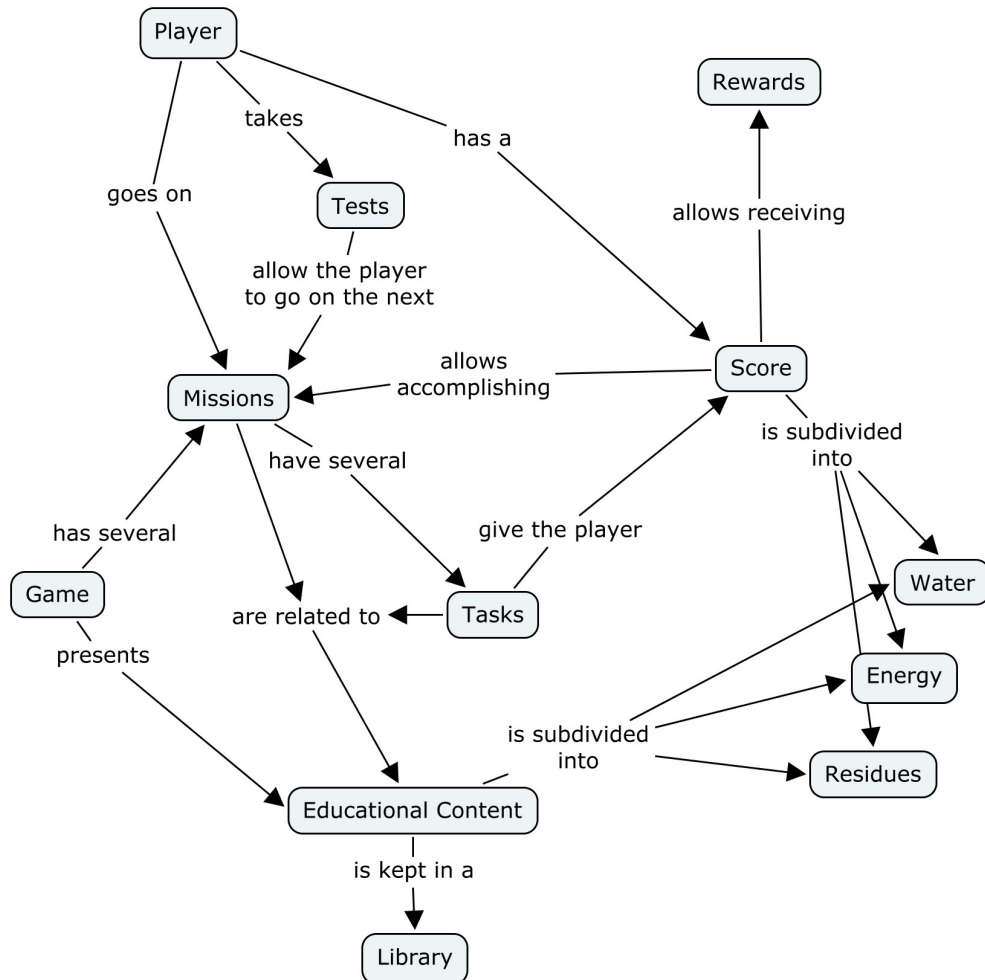 Player
Rewards
takes
has a
goes on
Tests
allows receiving
allow the player
to go on the next
allows
accomplishing
Score
Missions
is subdivided
into
have several
has several
give the player
Game
Water
are related to
Tasks
presents
Energy
is subdivided
into
Residues
Educational Content
is kept in a
Library